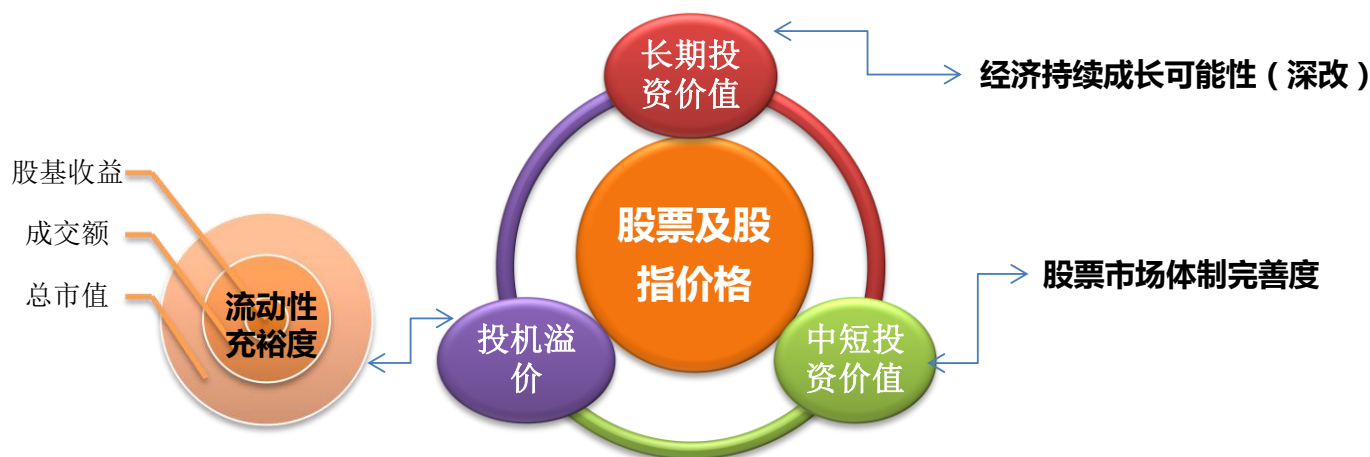 长期投
资价值
经济持续成长可能性（深改）
股基收益
成交额
总市值
流动性
充裕度
股票及股
指价格
股票市场体制完善度
投机溢
价
中短投
资价值